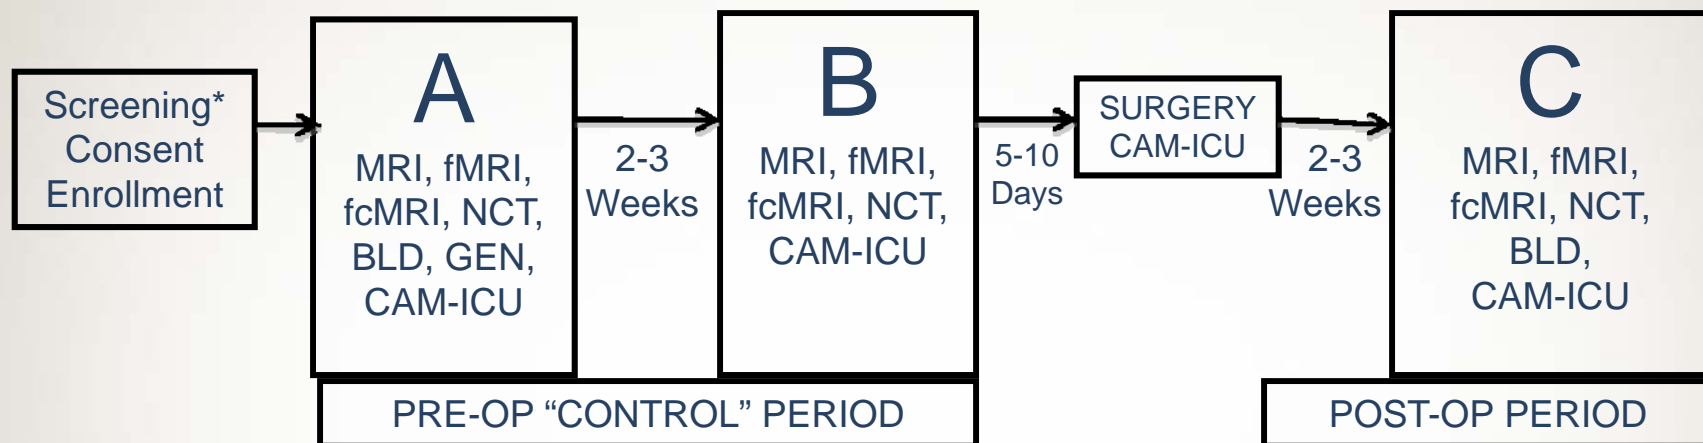 Screening*
Consent
Enrollment
A
MRI, fMRI,
fcMRI, NCT,
BLD, GEN,
CAM-ICU
2-3
Weeks
B
MRI, fMRI,
fcMRI, NCT,
CAM-ICU
5-10
Days
SURGERY
CAM-ICU
2-3
Weeks
C
MRI, fMRI,
fcMRI, NCT,
BLD,
CAM-ICU
PRE-OP “CONTROL” PERIOD
POST-OP PERIOD